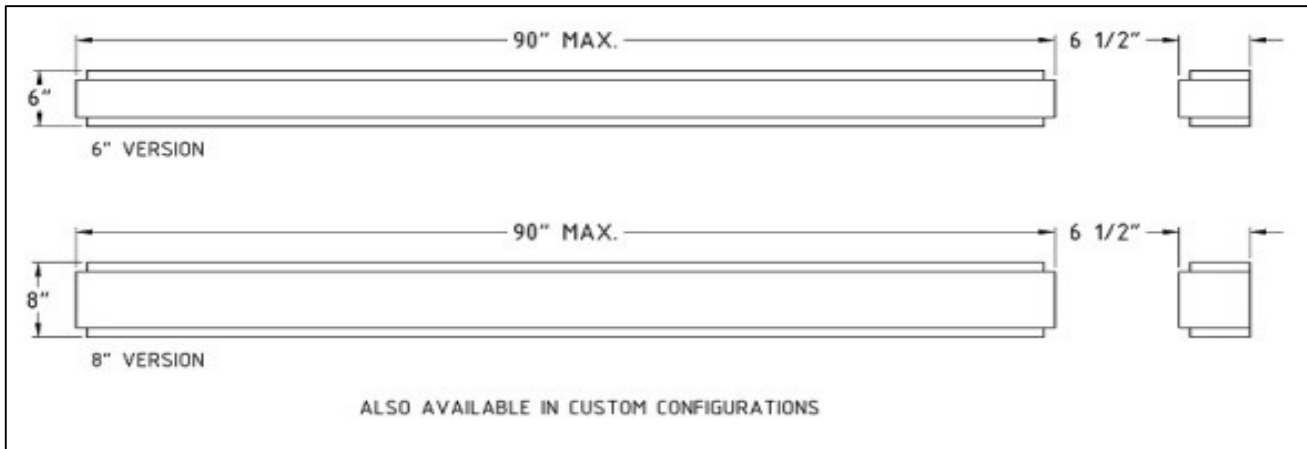 90" MAX. 6 1/2"
6"
6" VERSION
90" MAX. 6 1/2"
8"
8" VERSION
ALSO AVAILABLE IN CUSTOM CONFIGURATIONS